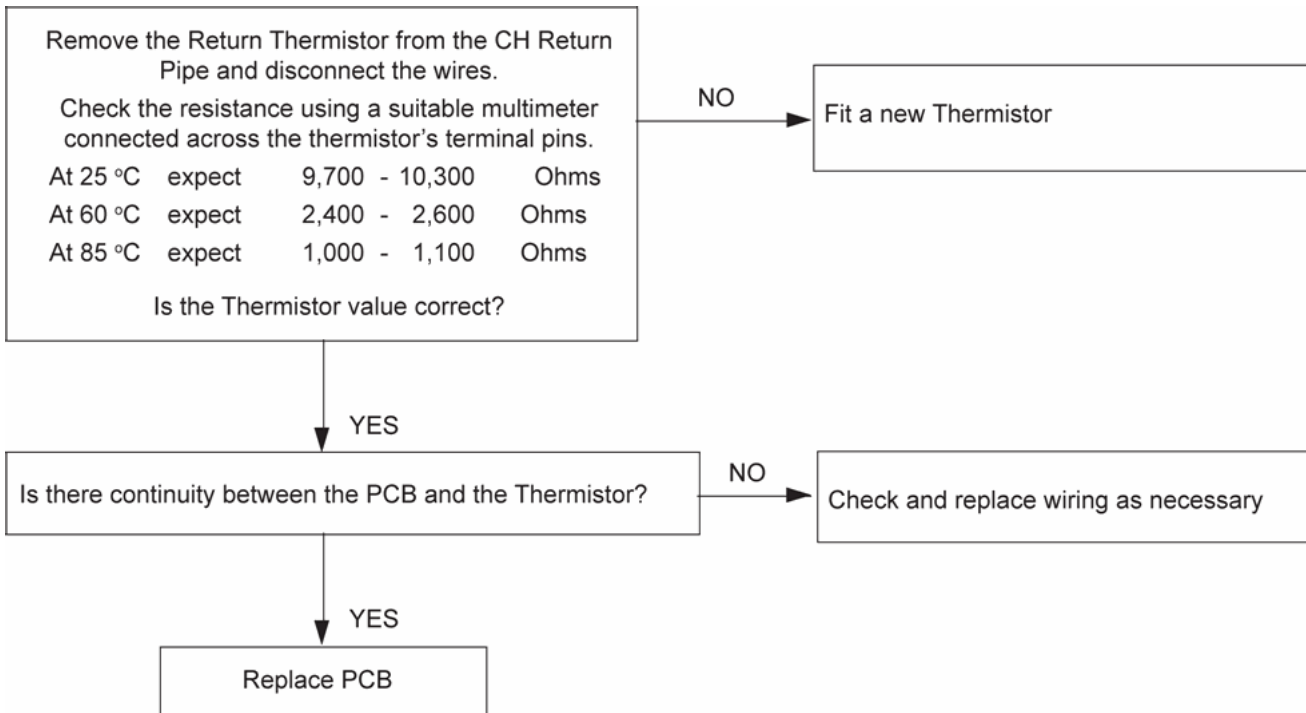 Remove the Return Thermistor from the CH Return
Pipe and disconnect the wires.
Check the resistance using a suitable multimeter
connected across the thermistor's terminal pins.
At 25 °C expect 9,700 - 10,300 Ohms
At 60 °C expect 2,400 - 2,600 Ohms
At 85 °C expect 1,000 - 1,100 Ohms
Is the Thermistor value correct?
NO
Fit a new Thermistor
YES
Is there continuity between the PCB and the Thermistor?
NO
Check and replace wiring as necessary
YES
Replace PCB